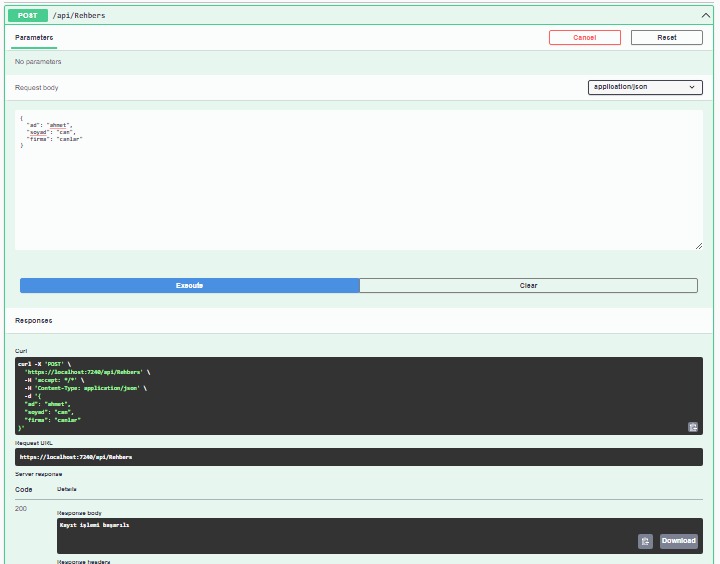 POST /api/Rehbers
Parameters Cancel Reset
No parameters
Request body application/json
{
"ad": "ahmet",
"soyad": "can",
"firma": "canlar"
}
Execute Clear
Responses
Curl
curl -X 'POST' \
'https://localhost:7240/api/Rehbers' \
-H 'accept: */*' \
-H 'Content-Type: application/json' \
-d '{
"ad": "ahmet",
"soyad": "can",
"firma": "canlar"
}'
Request URL
https://localhost:7240/api/Rehbers
Server response
Code Details
200
Response body
Kayıt işlemi başarılı
Download
Response headers